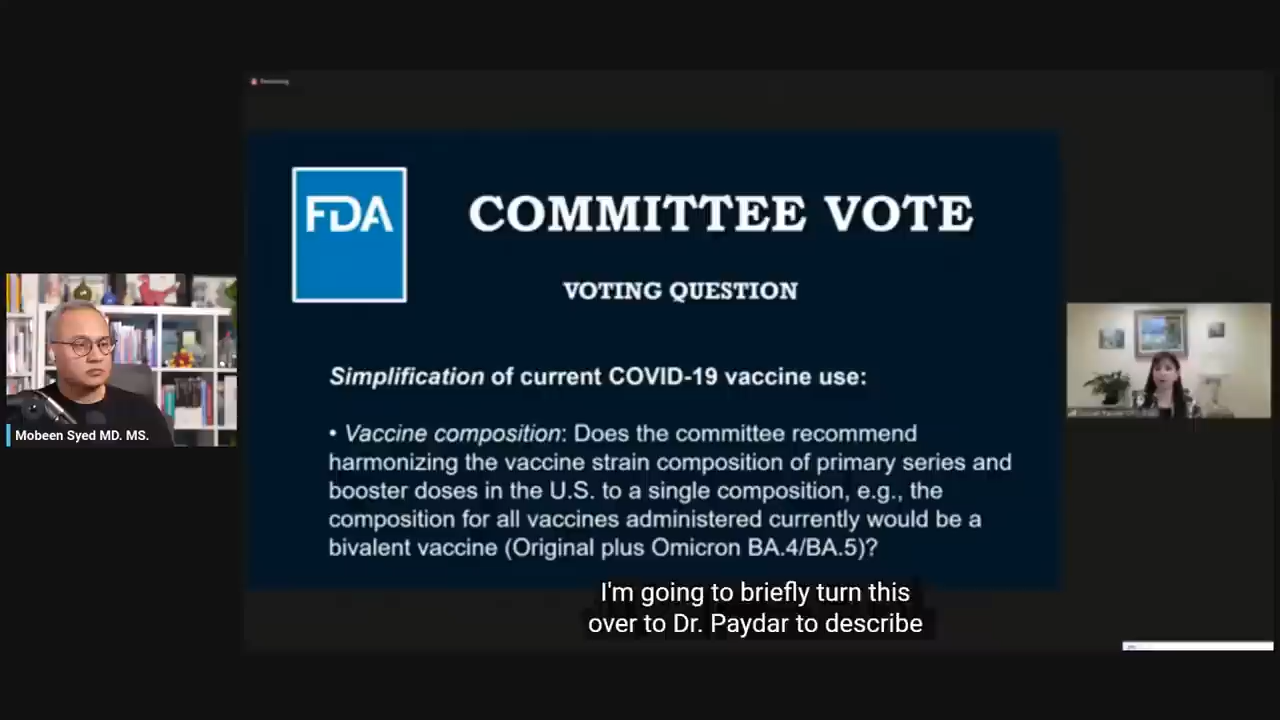 FDA
COMMITTEE VOTE
VOTING QUESTION
Simplification of current COVID-19 vaccine use:
• Vaccine composition: Does the committee recommend
harmonizing the vaccine strain composition of primary series and
booster doses in the U.S. to a single composition, e.g., the
composition for all vaccines administered currently would be a
bivalent vaccine (Original plus Omicron BA.4/BA.5)?
Mobeen Syed MD. MS.
I'm going to briefly turn this
over to Dr. Paydar to describe